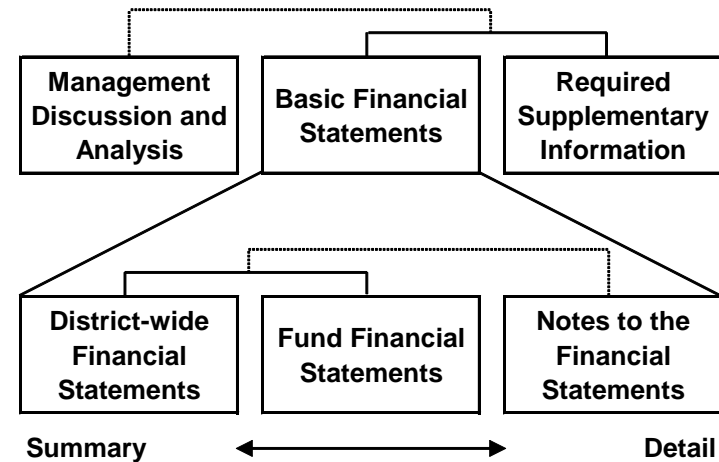 Management
Discussion and
Analysis
Basic Financial
Statements
Required
Supplementary
Information
District-wide
Financial
Statements
Fund Financial
Statements
Notes to the
Financial
Statements
Summary
Detail